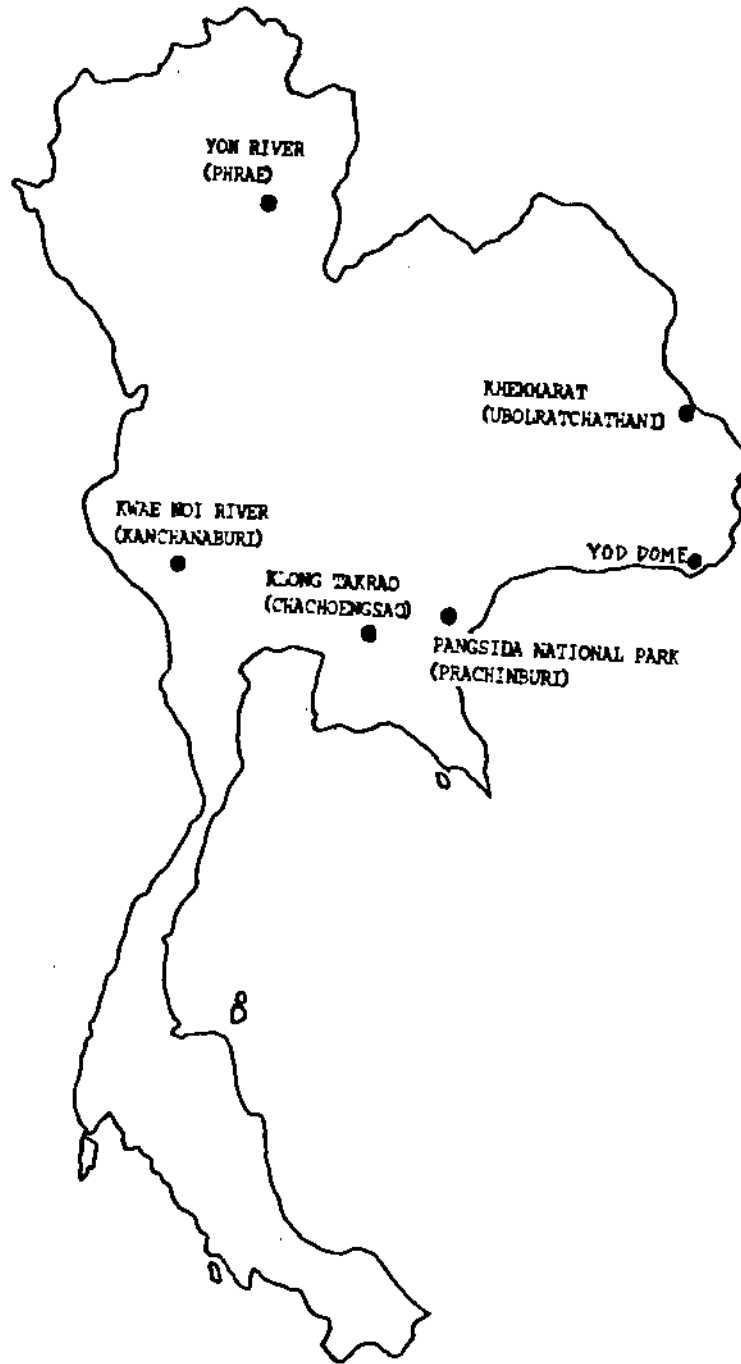 YOM RIVER
(PHRAE)
KHEMMARAT
(UBOLRATCHATHANI)
KWAE NOI RIVER
(KANCHANABURI)
YOD DOME
KLONG TAKRAO
(CHACHOENGSAO)
PANGSIDA NATIONAL PARK
(PRACHINBURI)